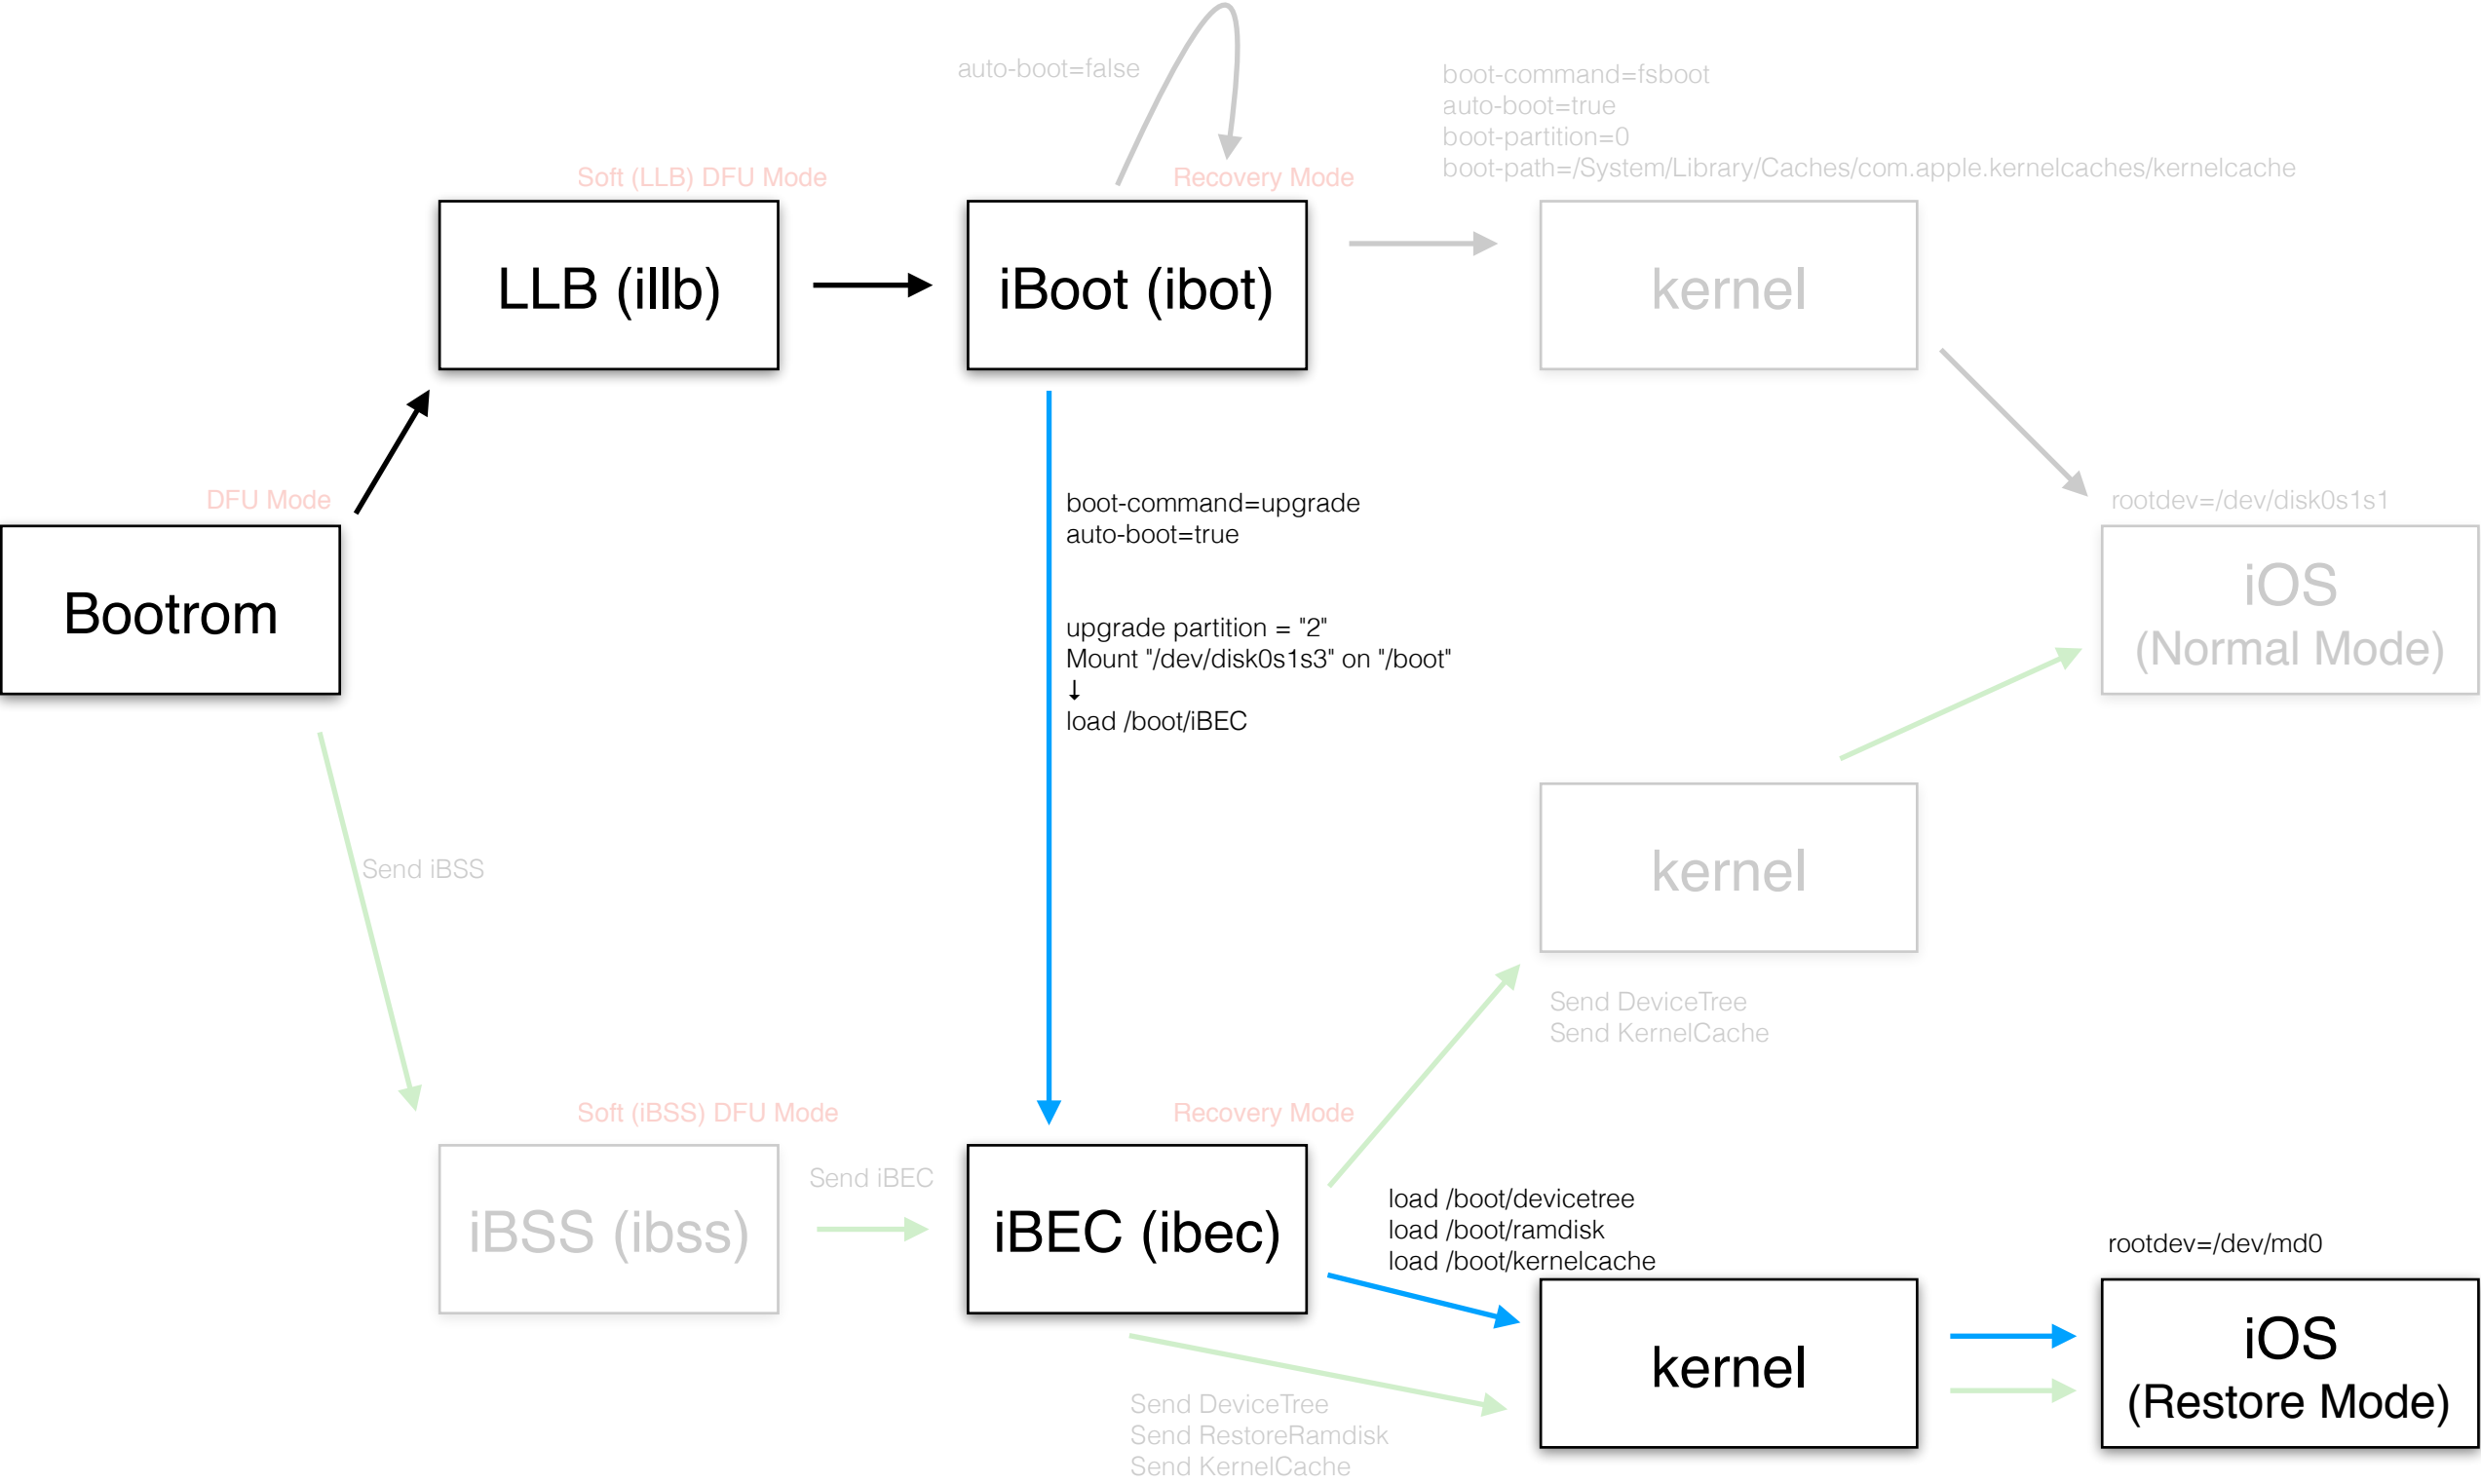 auto-boot=false
boot-command=fsboot
auto-boot=true
boot-partition=0
boot-path=/System/Library/Caches/com.apple.kernelcaches/kernelcache
Soft (LLB) DFU Mode
Recovery Mode
LLB (illb)
iBoot (ibot)
kernel
DFU Mode
Bootrom
boot-command=upgrade
auto-boot=true
upgrade partition = "2"
Mount "/dev/disk0s1s3" on "/boot"
↓
load /boot/iBEC
rootdev=/dev/disk0s1s1
iOS
(Normal Mode)
Send iBSS
kernel
Send DeviceTree
Send KernelCache
Soft (iBSS) DFU Mode
Recovery Mode
iBSS (ibss)
Send iBEC
iBEC (ibec)
load /boot/devicetree
load /boot/ramdisk
load /boot/kernelcache
kernel
rootdev=/dev/md0
iOS
(Restore Mode)
Send DeviceTree
Send RestoreRamdisk
Send KernelCache